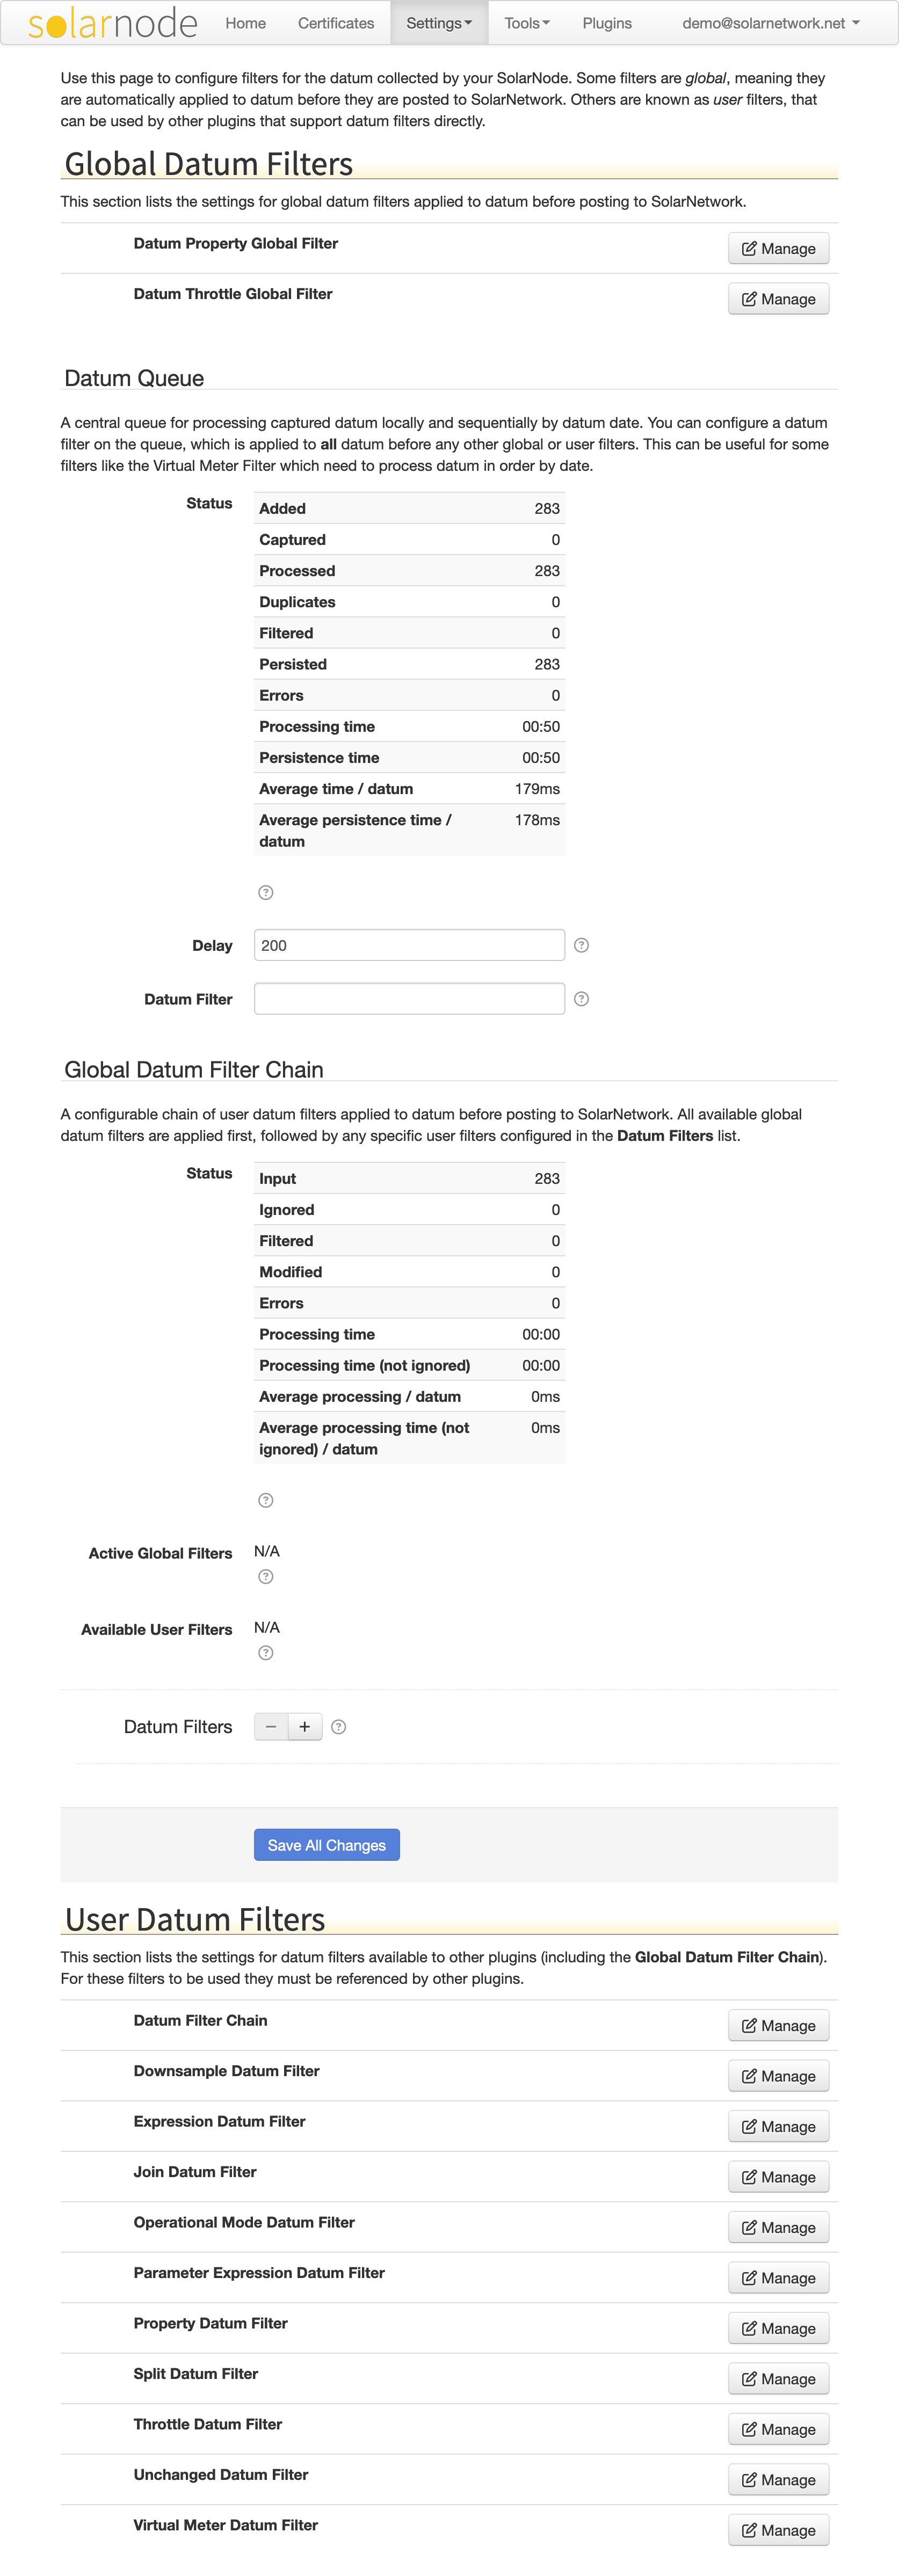 solarnode Home Certificates Settings Tools Plugins demo@solarnetwork.net
Use this page to configure filters for the datum collected by your SolarNode. Some filters are global, meaning they
are automatically applied to datum before they are posted to SolarNetwork. Others are known as user filters, that
can be used by other plugins that support datum filters directly.
Global Datum Filters
This section lists the settings for global datum filters applied to datum before posting to SolarNetwork.
Datum Property Global Filter Manage
Datum Throttle Global Filter Manage
Datum Queue
A central queue for processing captured datum locally and sequentially by datum date. You can configure a datum
filter on the queue, which is applied to all datum before any other global or user filters. This can be useful for some
filters like the Virtual Meter Filter which need to process datum in order by date.
Status
Added 283
Captured 0
Processed 283
Duplicates 0
Filtered 0
Persisted 283
Errors 0
Processing time 00:50
Persistence time 00:50
Average time / datum 179ms
Average persistence time / 178ms
datum
?
Delay 200 ?
Datum Filter ?
Global Datum Filter Chain
A configurable chain of user datum filters applied to datum before posting to SolarNetwork. All available global
datum filters are applied first, followed by any specific user filters configured in the Datum Filters list.
Status
Input 283
Ignored 0
Filtered 0
Modified 0
Errors 0
Processing time 00:00
Processing time (not ignored) 00:00
Average processing / datum 0ms
Average processing time (not 0ms
ignored) / datum
?
Active Global Filters N/A
?
Available User Filters N/A
?
Datum Filters − + ?
Save All Changes
User Datum Filters
This section lists the settings for datum filters available to other plugins (including the Global Datum Filter Chain).
For these filters to be used they must be referenced by other plugins.
Datum Filter Chain Manage
Downsample Datum Filter Manage
Expression Datum Filter Manage
Join Datum Filter Manage
Operational Mode Datum Filter Manage
Parameter Expression Datum Filter Manage
Property Datum Filter Manage
Split Datum Filter Manage
Throttle Datum Filter Manage
Unchanged Datum Filter Manage
Virtual Meter Datum Filter Manage